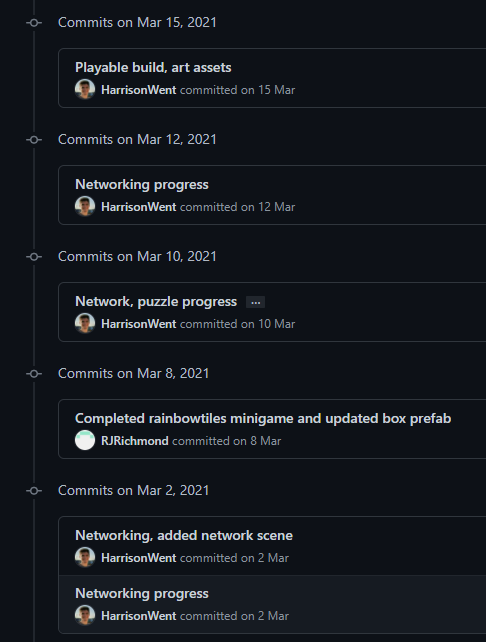 Commits on Mar 15, 2021
Playable build, art assets
HarrisonWent committed on 15 Mar
Commits on Mar 12, 2021
Networking progress
HarrisonWent committed on 12 Mar
Commits on Mar 10, 2021
Network, puzzle progress ...
HarrisonWent committed on 10 Mar
Commits on Mar 8, 2021
Completed rainbowtiles minigame and updated box prefab
RJRichmond committed on 8 Mar
Commits on Mar 2, 2021
Networking, added network scene
HarrisonWent committed on 2 Mar
Networking progress
HarrisonWent committed on 2 Mar